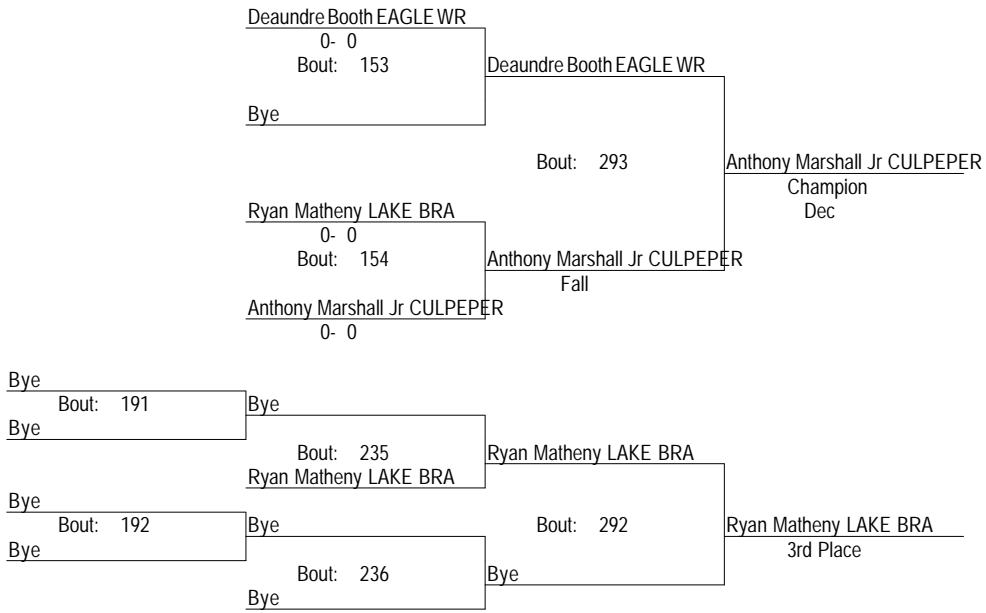 Deaundre Booth EAGLE WR
0- 0
Bout: 153
Deaundre Booth EAGLE WR
Bye
Bout: 293
Anthony Marshall Jr CULPEPER
Champion
Dec
Ryan Matheny LAKE BRA
0- 0
Bout: 154
Anthony Marshall Jr CULPEPER
Fall
Anthony Marshall Jr CULPEPER
0- 0
Bye
Bout: 191
Bye
Bye
Bout: 235
Ryan Matheny LAKE BRA
Ryan Matheny LAKE BRA
Bye
Bout: 192
Bye
Bout: 292
Ryan Matheny LAKE BRA
Bye
3rd Place
Bout: 236
Bye
Bye